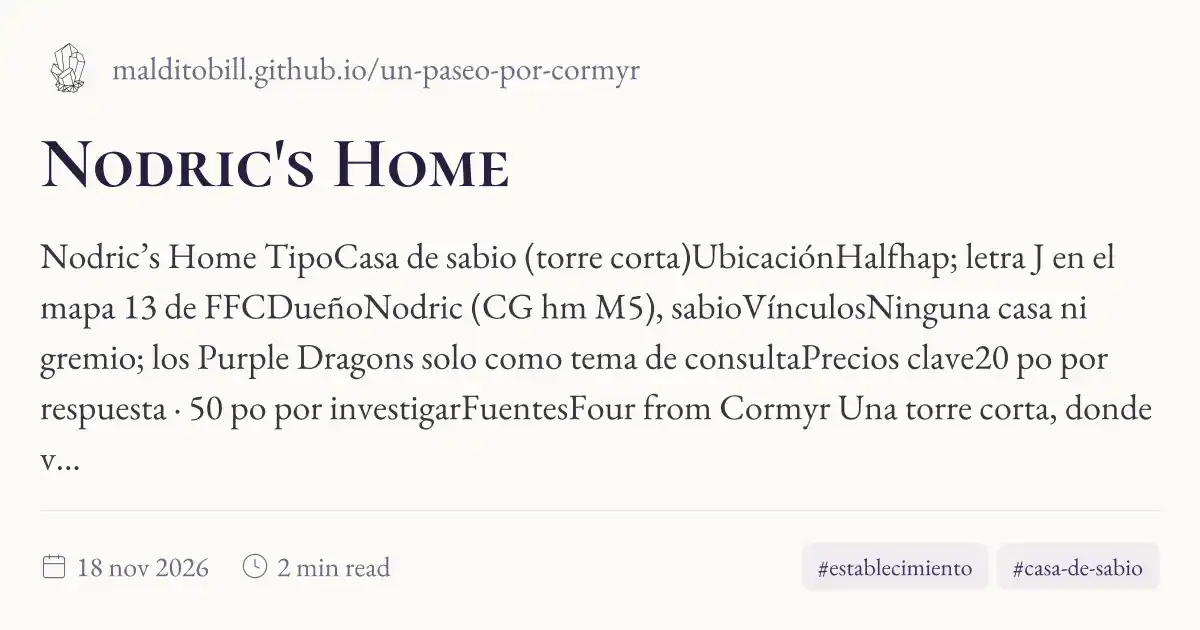 malditobill.github.io/un-paseo-por-cormyr
Nodric's Home
Nodric’s Home TipoCasa de sabio (torre corta)UbicaciónHalfhap; letra J en el
mapa 13 de FFCDueñoNodric (CG hm M5), sabioVínculosNinguna casa ni
gremio; los Purple Dragons solo como tema de consultaPrecios clave20 po por
respuesta · 50 po por investigarFuentesFour from Cormyr Una torre corta, donde
v...
18 nov 2026
2 min read
#establecimiento
#casa-de-sabio